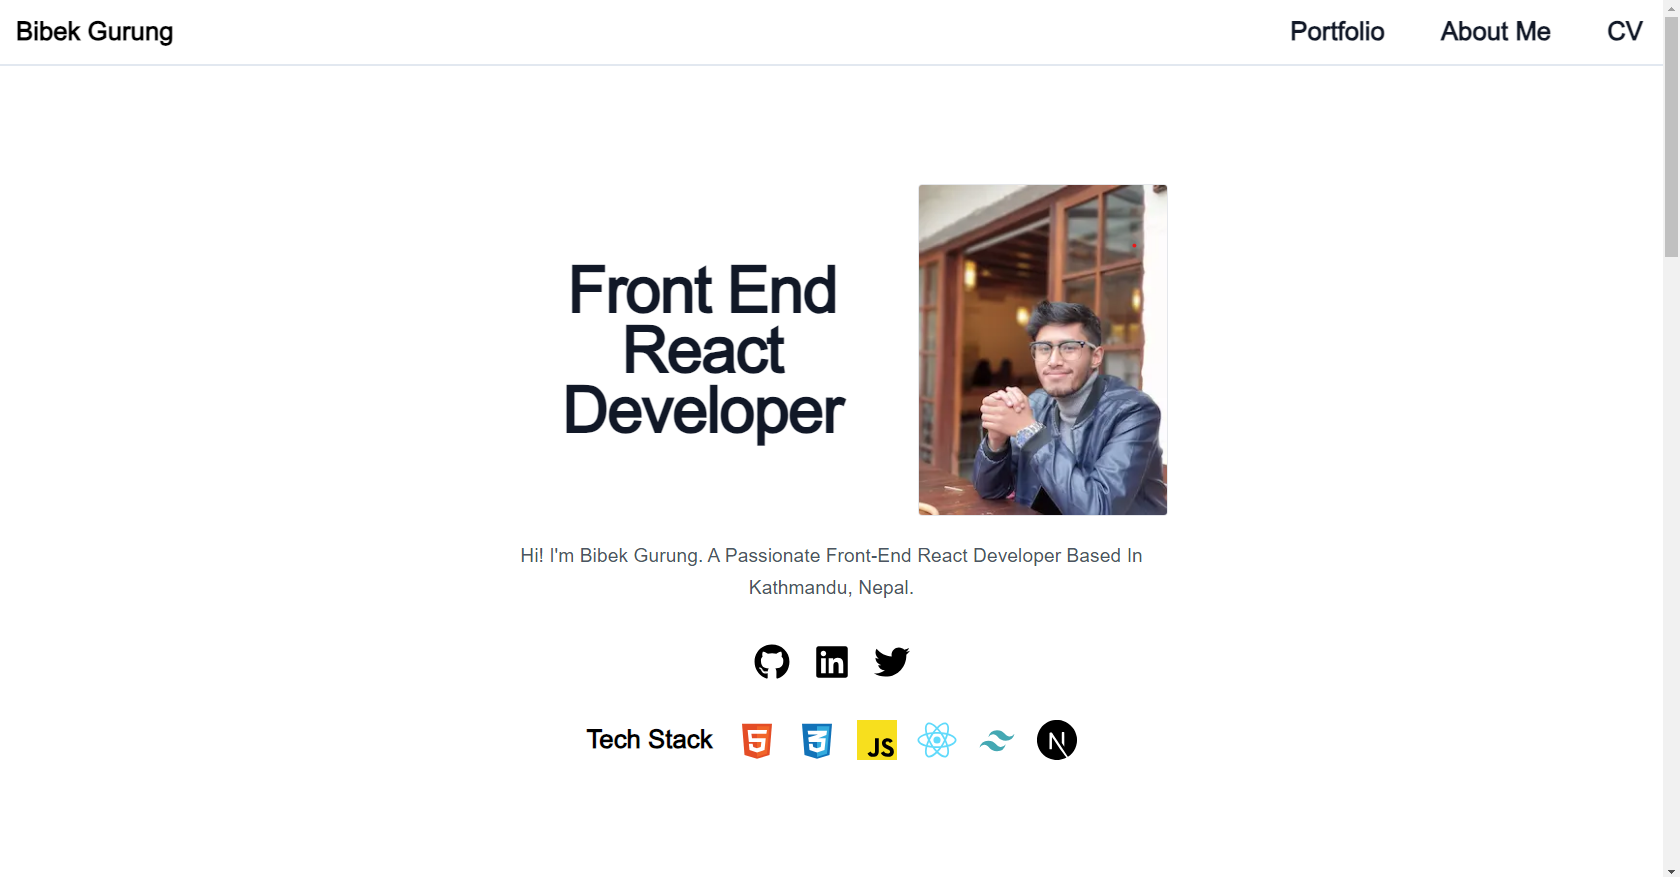 Bibek Gurung
Portfolio
About Me
CV
Front End
React
Developer
Hi! I'm Bibek Gurung. A Passionate Front-End React Developer Based In
Kathmandu, Nepal.
in
Tech Stack
5
3
JS
N